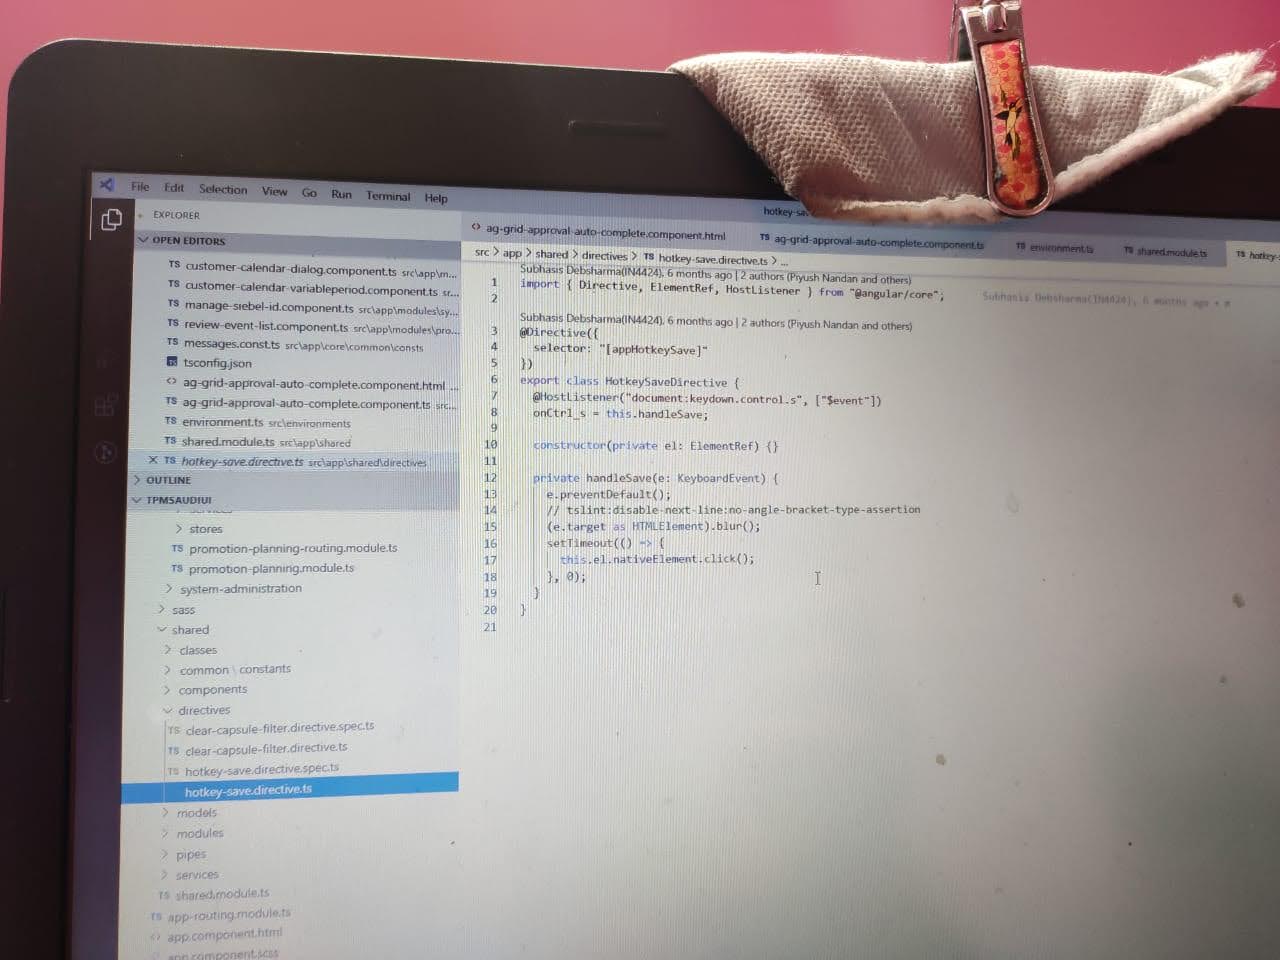 File Edit Selection View Go Run Terminal Help
EXPLORER
OPEN EDITORS
TS customer-calendar-dialog.component.ts src\app\m...
TS customer-calendar-variableperiod.component.ts sr...
TS manage-siebel-id.component.ts src\app\modules\sy...
TS review-event-list.component.ts src\app\modules\pro...
TS messages.const.ts src\app\core\common\consts
tsconfig.json
<> ag-grid-approval-auto-complete.component.html ...
TS ag-grid-approval-auto-complete.component.ts src...
TS environment.ts src\environments
TS shared.module.ts src\app\shared
X TS hotkey-save.directive.ts src\app\shared\directives
> OUTLINE
TPMSAUDIUI
> stores
TS promotion-planning-routing.module.ts
TS promotion-planning.module.ts
> system-administration
> sass
shared
> classes
> common \ constants
> components
directives
TS clear-capsule-filter.directive.spec.ts
TS clear-capsule-filter.directive.ts
TS hotkey-save.directive.spec.ts
hotkey-save.directive.ts
> models
> modules
> pipes
> services
TS shared.module.ts
TS app-routing.module.ts
<> app.component.html
app.component.scss
hotkey-sav
<> ag-grid-approval-auto-complete.component.html
TS ag-grid-approval-auto-complete.component.ts
TS environment.ts
TS shared.module.ts
TS hotkey-
src > app > shared > directives > TS hotkey-save.directive.ts > ...
Subhasis Debsharma(IN4424), 6 months ago | 2 authors (Piyush Nandan and others)
1 import { Directive, ElementRef, HostListener } from "@angular/core"; Subhasis Debsharma(IN4424), 6 months ago •
2
Subhasis Debsharma(IN4424), 6 months ago | 2 authors (Piyush Nandan and others)
3 @Directive({
4 selector: "[appHotkeySave]"
5 })
6 export class HotkeySaveDirective {
7 @HostListener("document:keydown.control.s", ["$event"])
8 onCtrl_s = this.handleSave;
9
10 constructor(private el: ElementRef) {}
11
12 private handleSave(e: KeyboardEvent) {
13 e.preventDefault();
14 // tslint:disable-next-line:no-angle-bracket-type-assertion
15 (e.target as HTMLElement).blur();
16 setTimeout(() => {
17 this.el.nativeElement.click();
18 }, 0);
19 }
20 }
21